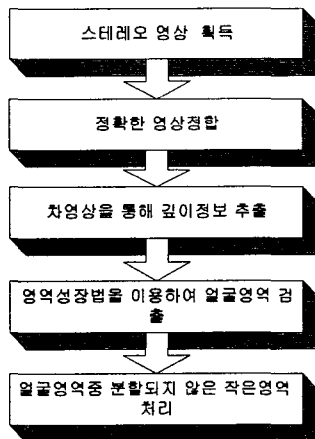 스테레오 영상 획득
정확한 영상정합
차영상을 통해 깊이정보 추출
영역성장법을 이용하여 얼굴영역 검
출
얼굴영역중 분할되지 않은 작은영역
처리